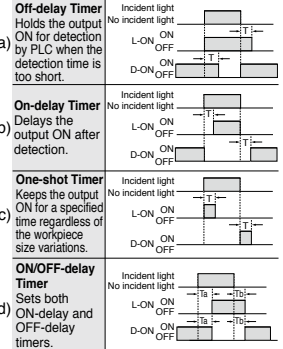 Off-delay Timer
Holds the output
ON for detection
by PLC when the
detection time is
too short.
Incident light
No incident light
L-ON ON
OFF
T
D-ON ON
OFF
T
a)
On-delay Timer
Delays the
output ON after
detection.
Incident light
No incident light
L-ON ON
OFF
T
D-ON ON
OFF
T
b)
One-shot Timer
Keeps the output
ON for a specified
time regardless of
the workpiece
size variations.
Incident light
No incident light
L-ON ON
OFF
T
D-ON ON
OFF
T
c)
ON/OFF-delay
Timer
Sets both
ON-delay and
OFF-delay
timers.
Incident light
No incident light
L-ON ON
OFF
Ta Tb
D-ON ON
OFF
Ta Tb
d)